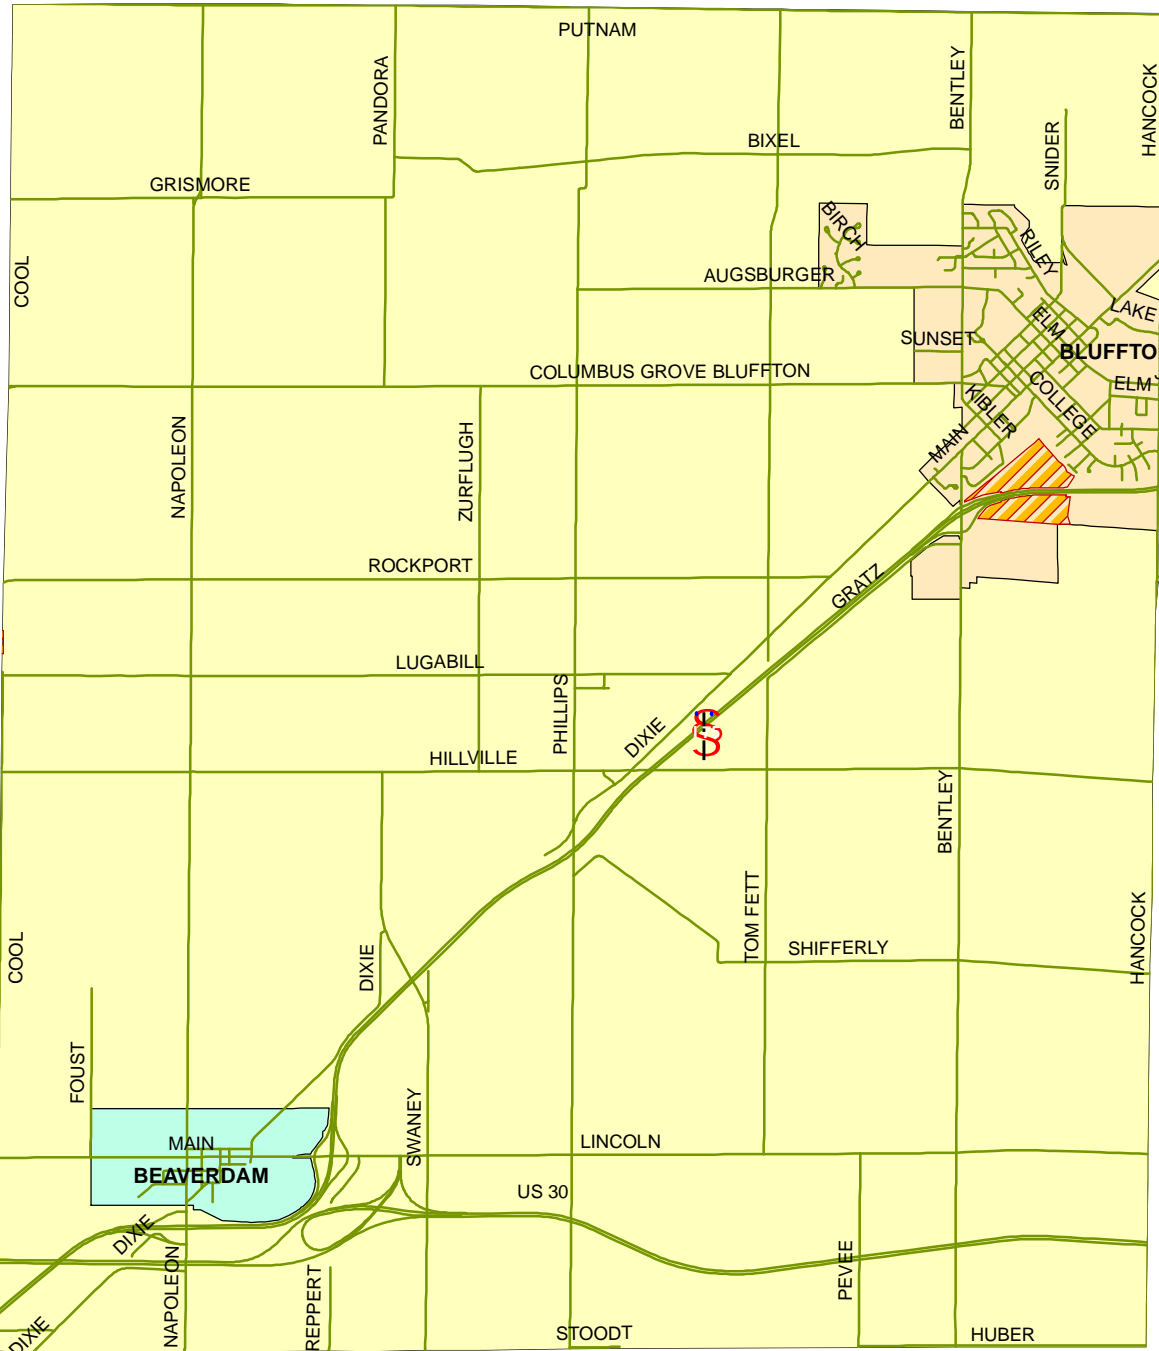 PUTNAM
PANDORA
BENTLEY
HANCOCK
BIXEL
SNIDER
GRISMORE
BIRCH
RILEY
COOL
AUGSBURGER
LAKE
ELM
SUNSET
BLUFFTO
COLUMBUS GROVE BLUFFTON
ELM
COLLEGE
KIBLER
NAPOLEON
ZURFLUGH
MAIN
ROCKPORT
GRATZ
LUGABILL
PHILLIPS
DIXIE
HILLVILLE
BENTLEY
TOM FETT
HANCOCK
COOL
DIXIE
SHIFFERLY
FOUST
SWANEY
MAIN
LINCOLN
BEAVERDAM
US 30
DIXIE
NAPOLEON
REPPERT
PEVEE
DIXIE
STOODT
HUBER